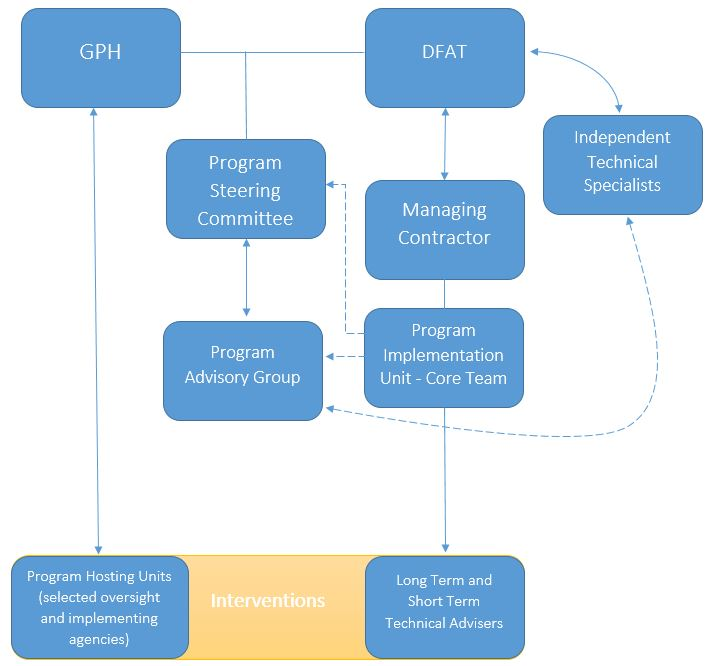 GPH
DFAT
Independent
Technical
Specialists
Program
Steering
Committee
Managing
Contractor
Program
Advisory Group
Program
Implementation
Unit - Core Team
Program Hosting Units
(selected oversight
and implementing
agencies)
Interventions
Long Term and
Short Term
Technical Advisers